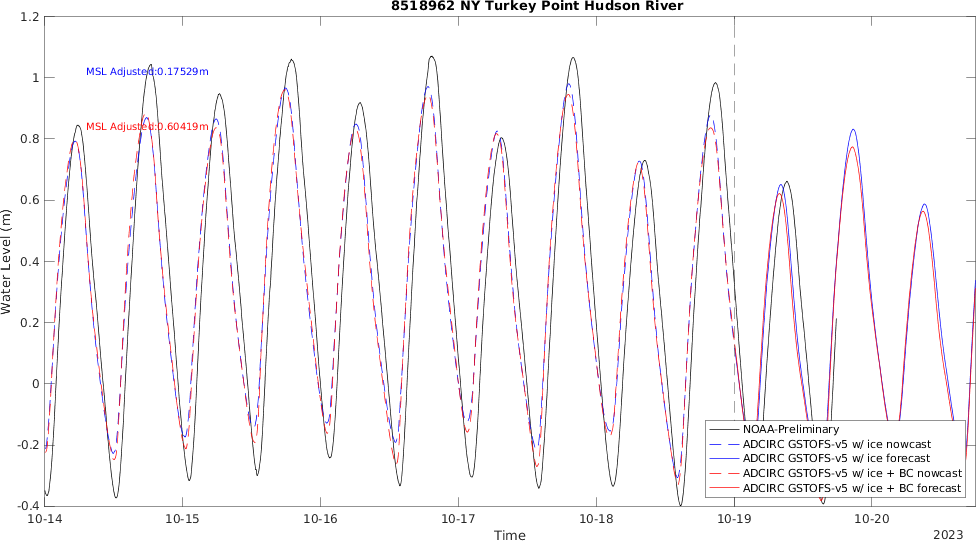 8518962 NY Turkey Point Hudson River
1.2
1
0.8
0.6
0.4
0.2
0
-0.2
-0.4
Water Level (m)
MSL Adjusted:0.17529m
MSL Adjusted:0.60419m
NOAA-Preliminary
ADCIRC GSTOFS-v5 w/ ice nowcast
ADCIRC GSTOFS-v5 w/ ice forecast
ADCIRC GSTOFS-v5 w/ ice + BC nowcast
ADCIRC GSTOFS-v5 w/ ice + BC forecast
10-14 10-15 10-16 10-17 10-18 10-19 10-20
Time
2023